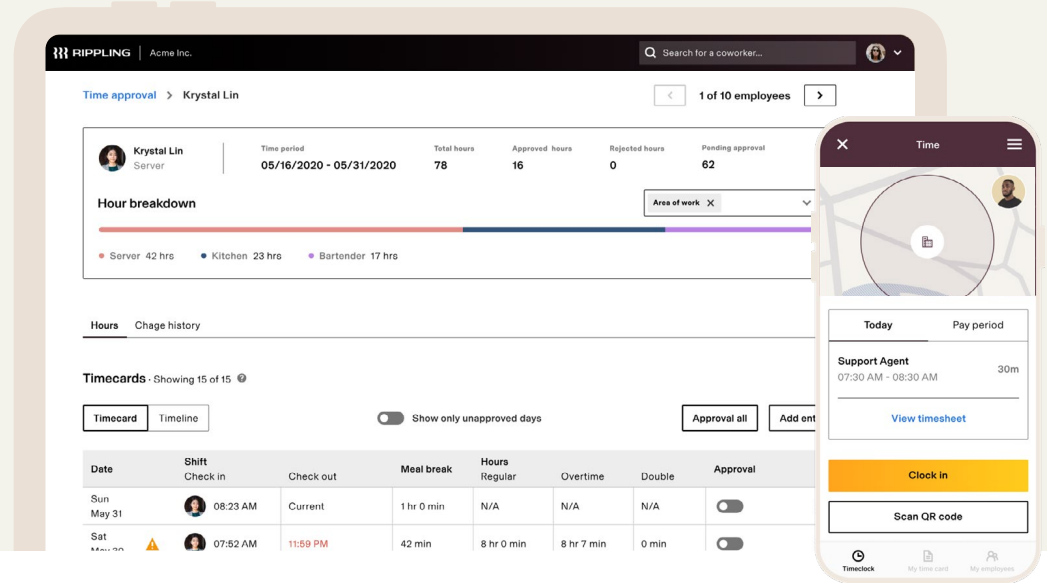 RIPPLING Acme Inc. Search for a coworker...
Time approval > Krystal Lin 1 of 10 employees
Krystal Lin
Server
Time period
05/16/2020 - 05/31/2020
Total hours
78
Approved hours
16
Rejected hours
0
Pending approval
62
Hour breakdown Area of work
Server 42 hrs Kitchen 23 hrs Bartender 17 hrs
Hours Chage history
Timecards · Showing 15 of 15
Timecard Timeline Show only unapproved days Approval all Add ent
Date Shift Meal break Hours Approval
Check in Check out Regular Overtime Double
Sun
May 31 08:23 AM Current 1 hr 0 min N/A N/A N/A
Sat
May 30 07:52 AM 11:59 PM 42 min 8 hr 0 min 8 hr 7 min 0 min
Time
Today Pay period
Support Agent
07:30 AM - 08:30 AM 30m
View timesheet
Clock in
Scan QR code
Timeclock My time card My employees